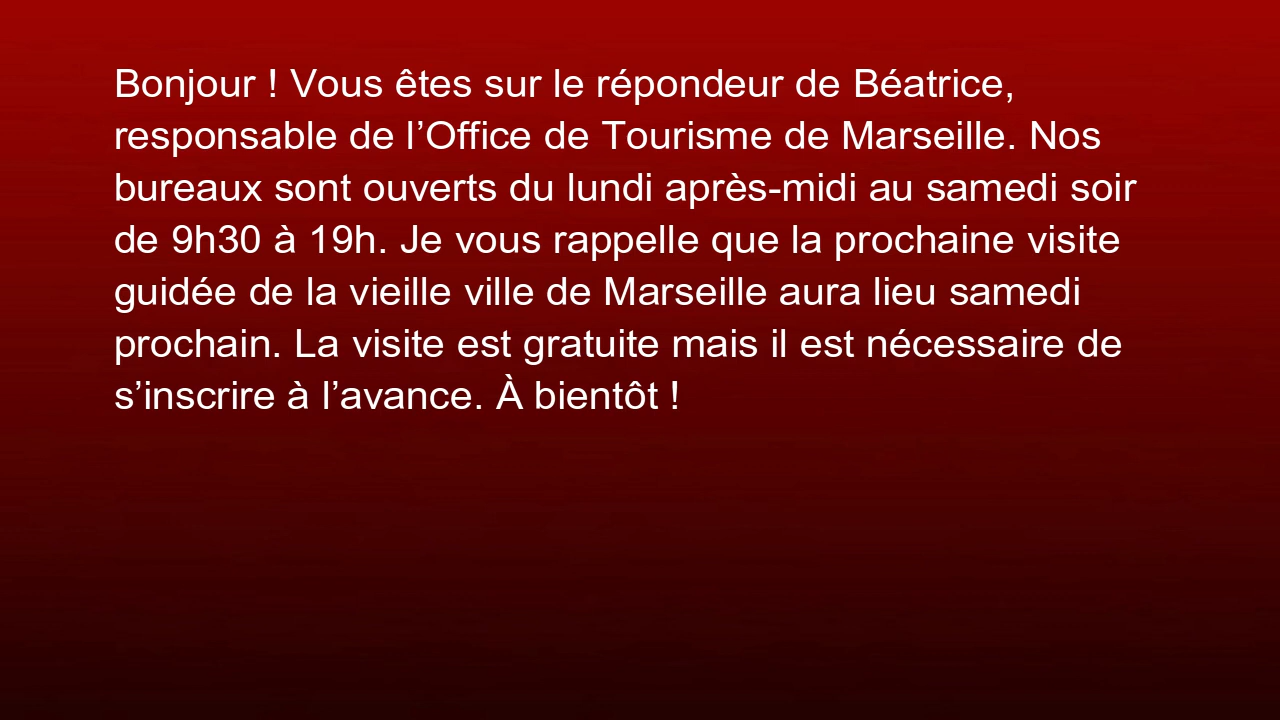 Bonjour ! Vous êtes sur le répondeur de Béatrice,
responsable de l’Office de Tourisme de Marseille. Nos
bureaux sont ouverts du lundi après-midi au samedi soir
de 9h30 à 19h. Je vous rappelle que la prochaine visite
guidée de la vieille ville de Marseille aura lieu samedi
prochain. La visite est gratuite mais il est nécessaire de
s’inscrire à l’avance. À bientôt !